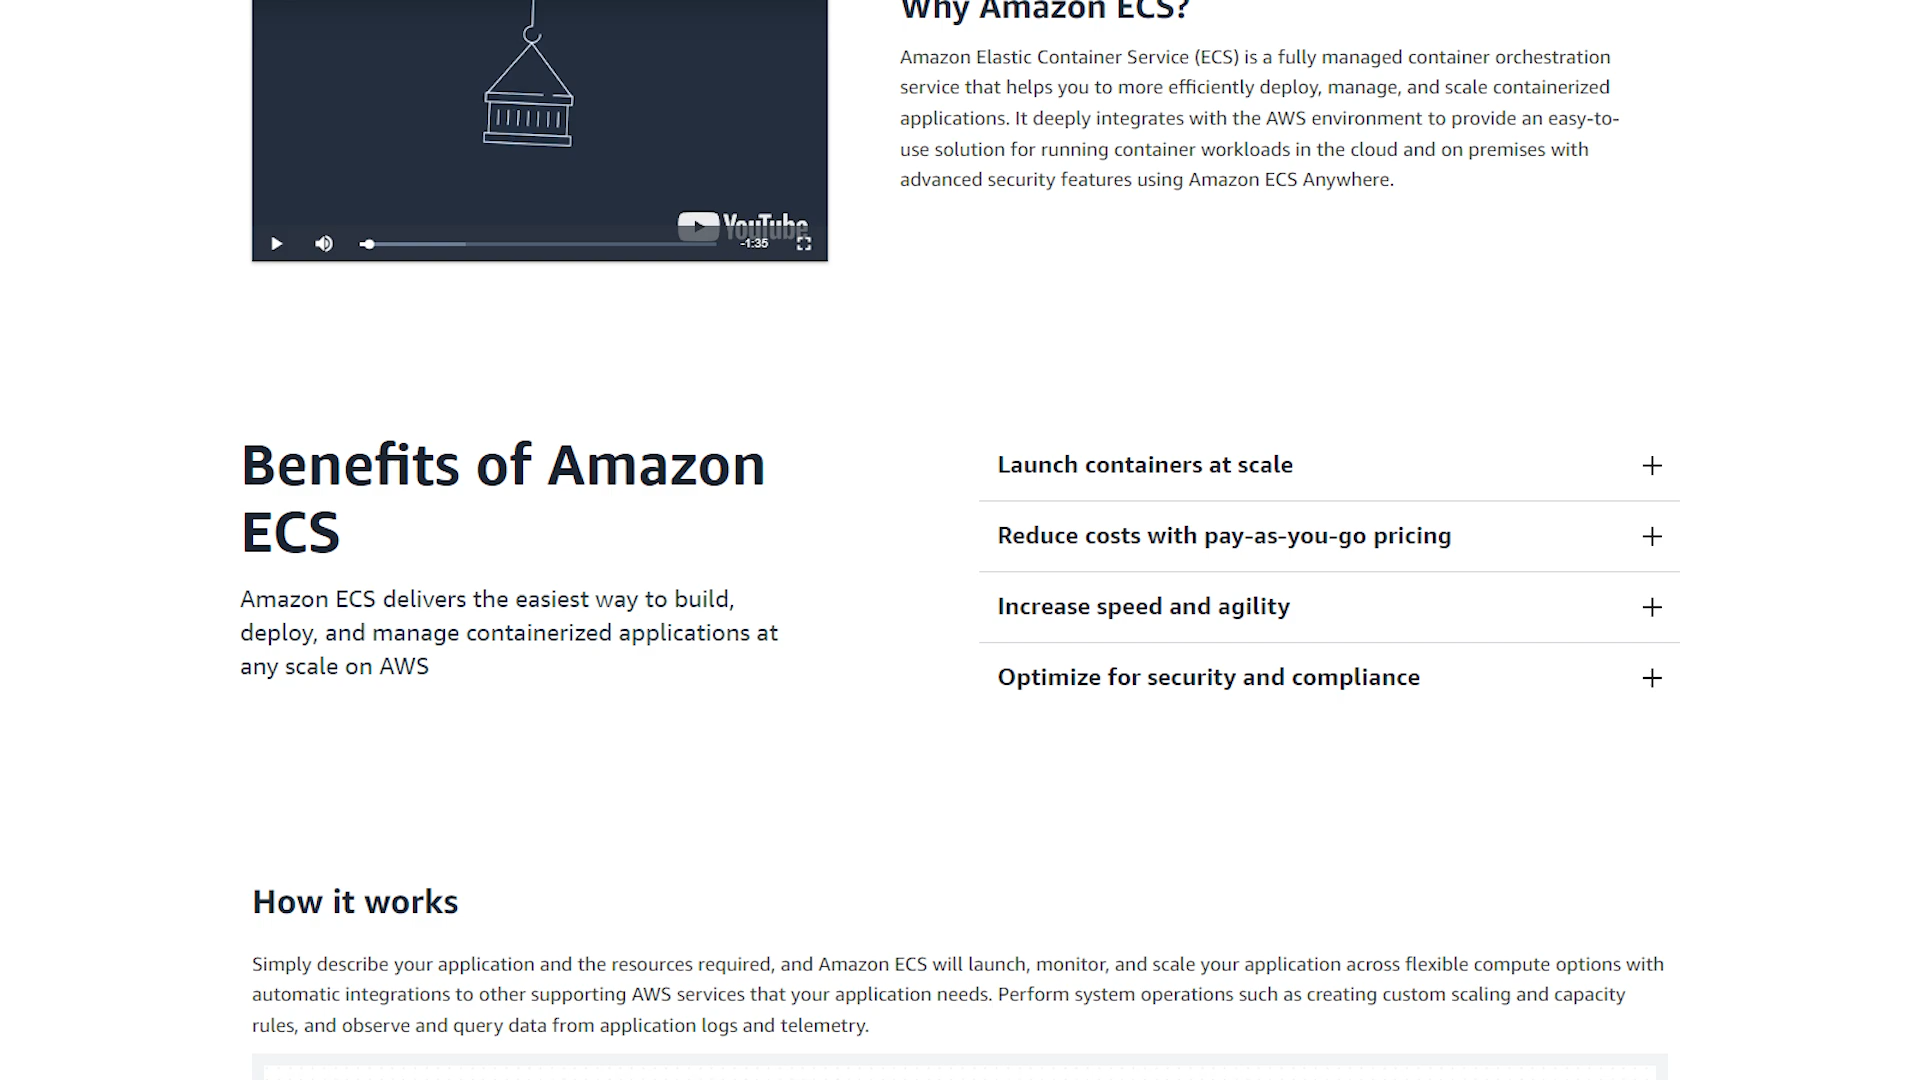 Why Amazon ECS?
Amazon Elastic Container Service (ECS) is a fully managed container orchestration
service that helps you to more efficiently deploy, manage, and scale containerized
applications. It deeply integrates with the AWS environment to provide an easy-to-
use solution for running container workloads in the cloud and on premises with
advanced security features using Amazon ECS Anywhere.
YouTube
-1:35
Benefits of Amazon
ECS
Amazon ECS delivers the easiest way to build,
deploy, and manage containerized applications at
any scale on AWS
Launch containers at scale
Reduce costs with pay-as-you-go pricing
Increase speed and agility
Optimize for security and compliance
How it works
Simply describe your application and the resources required, and Amazon ECS will launch, monitor, and scale your application across flexible compute options with
automatic integrations to other supporting AWS services that your application needs. Perform system operations such as creating custom scaling and capacity
rules, and observe and query data from application logs and telemetry.